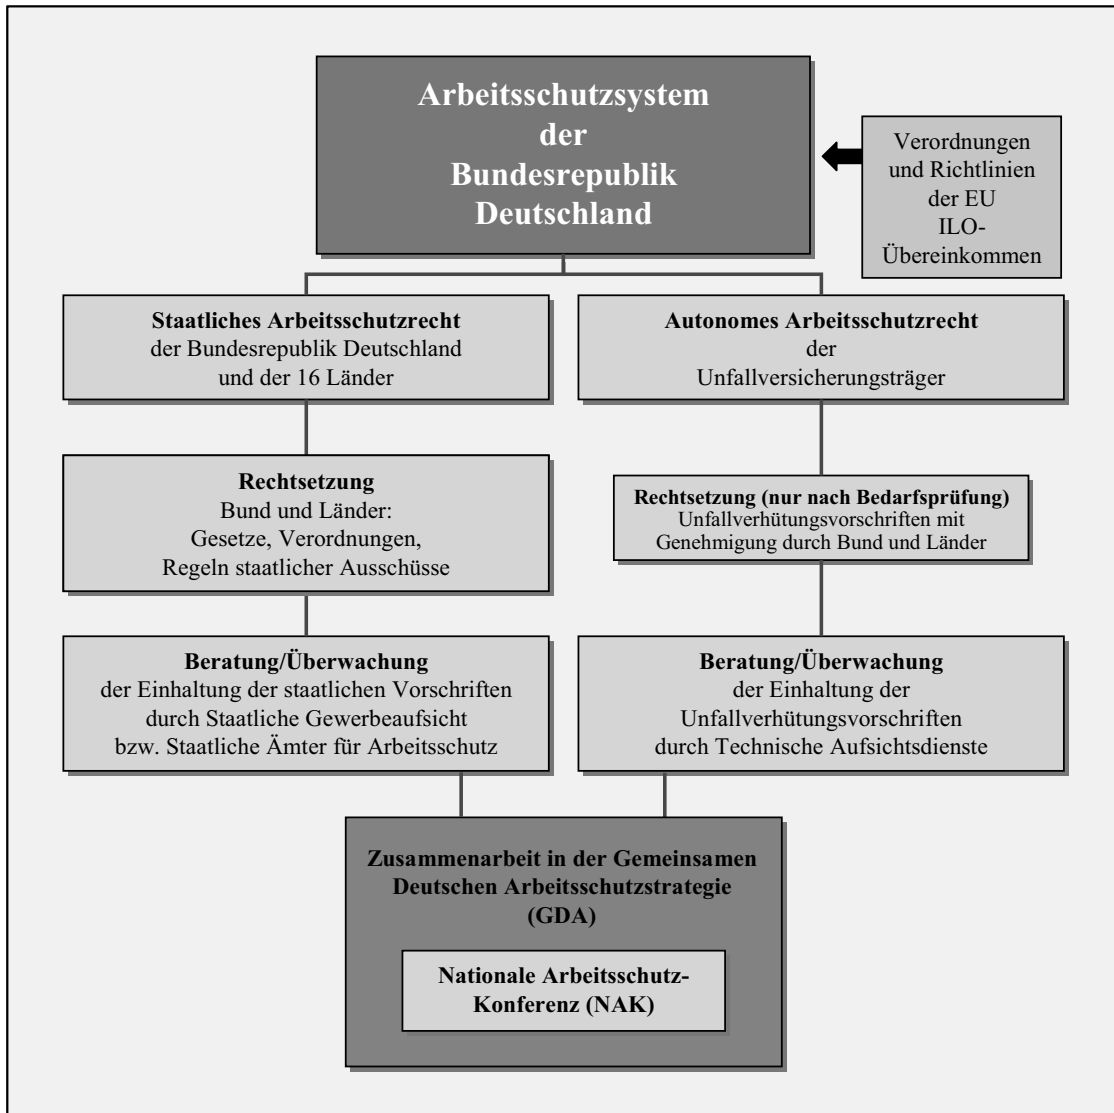 Arbeitsschutzsystem
der
Bundesrepublik
Deutschland
Verordnungen
und Richtlinien
der EU
ILO-
Übereinkommen
Staatliches Arbeitsschutzrecht
der Bundesrepublik Deutschland
und der 16 Länder
Autonomes Arbeitsschutzrecht
der
Unfallversicherungsträger
Rechtsetzung
Bund und Länder:
Gesetze, Verordnungen,
Regeln staatlicher Ausschüsse
Rechtsetzung (nur nach Bedarfsprüfung)
Unfallverhütungsvorschriften mit
Genehmigung durch Bund und Länder
Beratung/Überwachung
der Einhaltung der staatlichen Vorschriften
durch Staatliche Gewerbeaufsicht
bzw. Staatliche Ämter für Arbeitsschutz
Beratung/Überwachung
der Einhaltung der
Unfallverhütungsvorschriften
durch Technische Aufsichtsdienste
Zusammenarbeit in der Gemeinsamen
Deutschen Arbeitsschutzstrategie
(GDA)
Nationale Arbeitsschutz-
Konferenz (NAK)